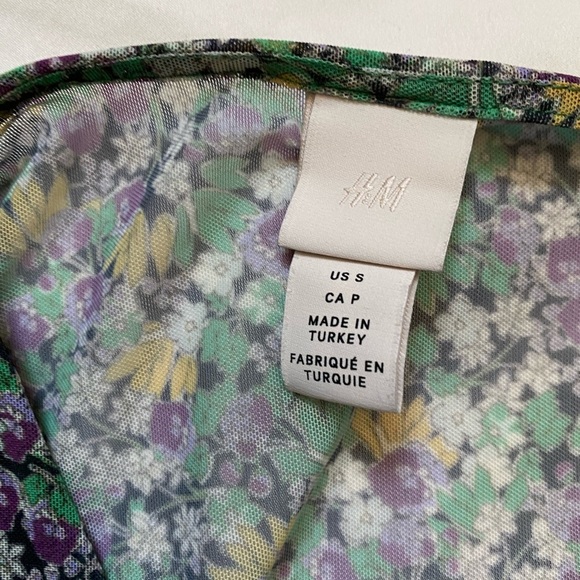 H&M
US S
CA P
MADE IN
TURKEY
FABRIQUÉ EN
TURQUIE